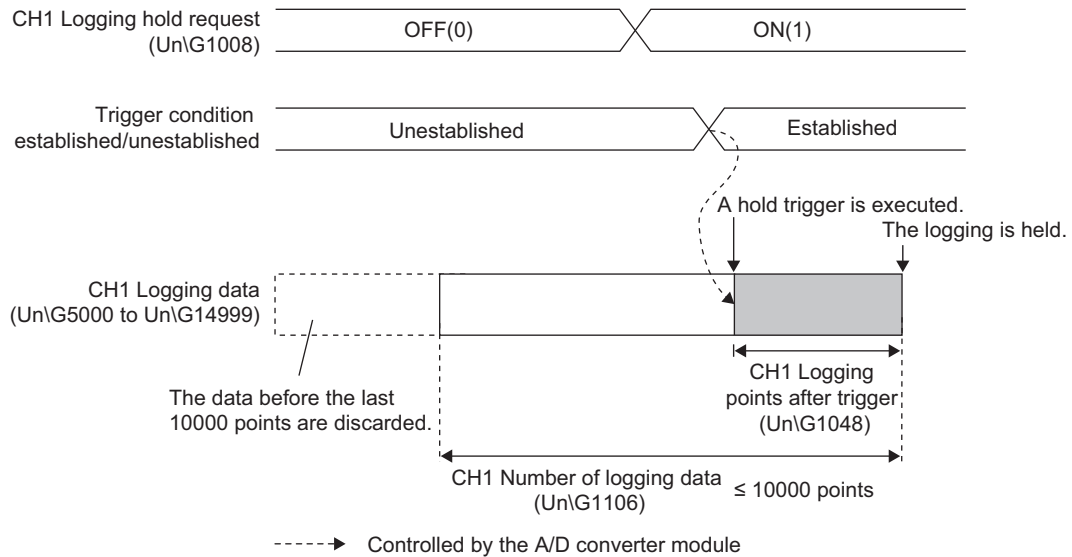 CH1 Logging hold request
(Un\G1008)
OFF(0)
ON(1)
Trigger condition
established/unestablished
Unestablished
Established
A hold trigger is executed.
The logging is held.
CH1 Logging data
(Un\G5000 to Un\G14999)
The data before the last
10000 points are discarded.
CH1 Logging
points after trigger
(Un\G1048)
CH1 Number of logging data
(Un\G1106)
≤ 10000 points
Controlled by the A/D converter module